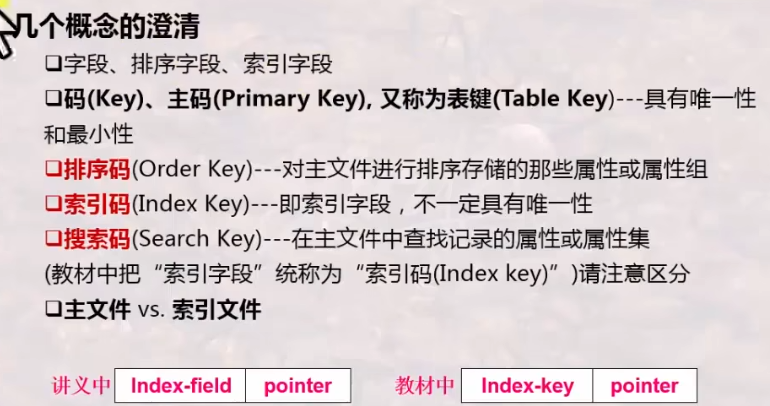 几个概念的澄清
❑字段、排序字段、索引字段
❑码(Key)、主码(Primary Key), 又称为表键(Table Key)---具有唯一性
和最小性
❑排序码(Order Key)---对主文件进行排序存储的那些属性或属性组
❑索引码(Index Key)---即索引字段，不一定具有唯一性
❑搜索码(Search Key)---在主文件中查找记录的属性或属性集
(教材中把“索引字段”统称为“索引码(Index key)”)请注意区分
❑主文件 vs. 索引文件
讲义中 Index-field pointer 教材中 Index-key pointer